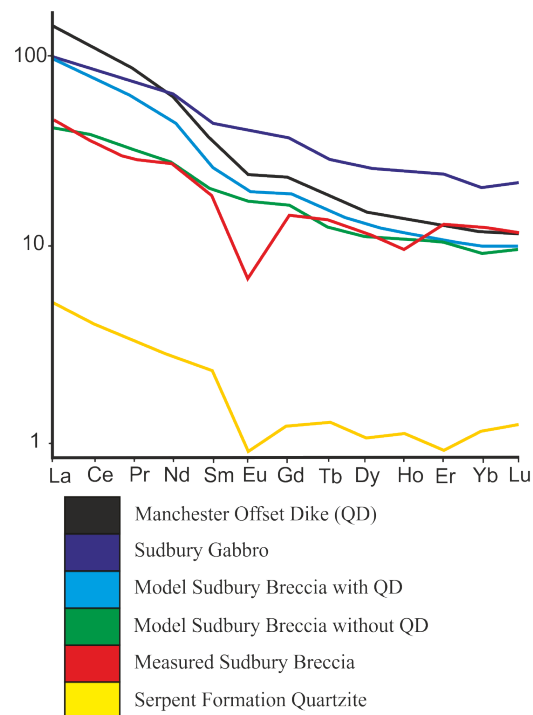 100
10
1
La Ce Pr Nd Sm Eu Gd Tb Dy Ho Er Yb Lu
Manchester Offset Dike (QD)
Sudbury Gabbro
Model Sudbury Breccia with QD
Model Sudbury Breccia without QD
Measured Sudbury Breccia
Serpent Formation Quartzite